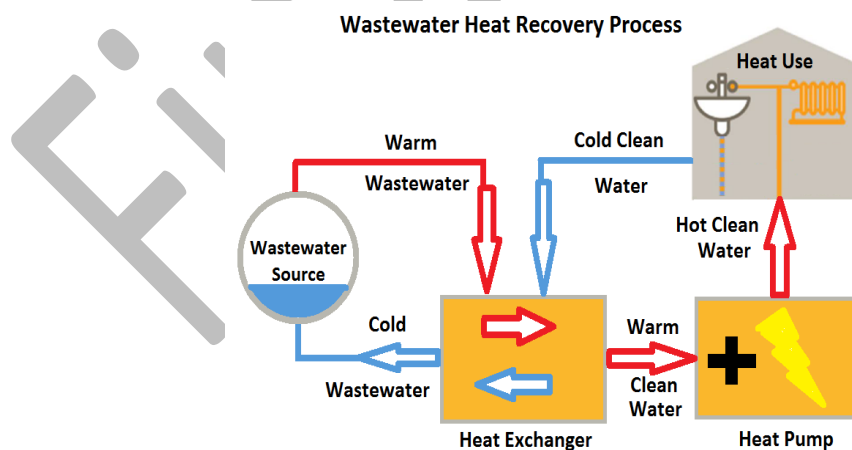 Wastewater Heat Recovery Process
Heat Use
Warm
Wastewater
Cold Clean
Water
Wastewater
Source
Hot Clean
Water
Cold
Wastewater
Warm
Clean
Water
Heat Exchanger
Heat Pump